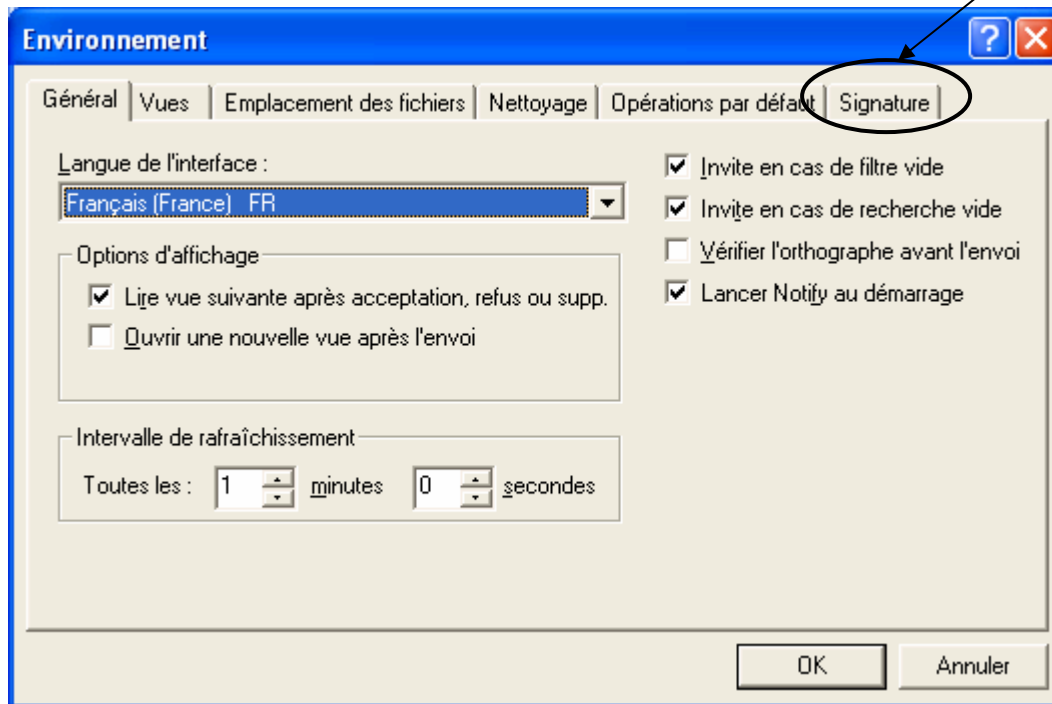 Environnement
Général Vues Emplacement des fichiers Nettoyage Opérations par défaut Signature
Langue de l'interface :
Français (France) FR
Options d'affichage
Lire vue suivante après acceptation, refus ou supp.
Ouvrir une nouvelle vue après l'envoi
Intervalle de rafraîchissement
Toutes les : 1 minutes 0 secondes
Invite en cas de filtre vide
Invite en cas de recherche vide
Vérifier l'orthographe avant l'envoi
Lancer Notify au démarrage
OK Annuler